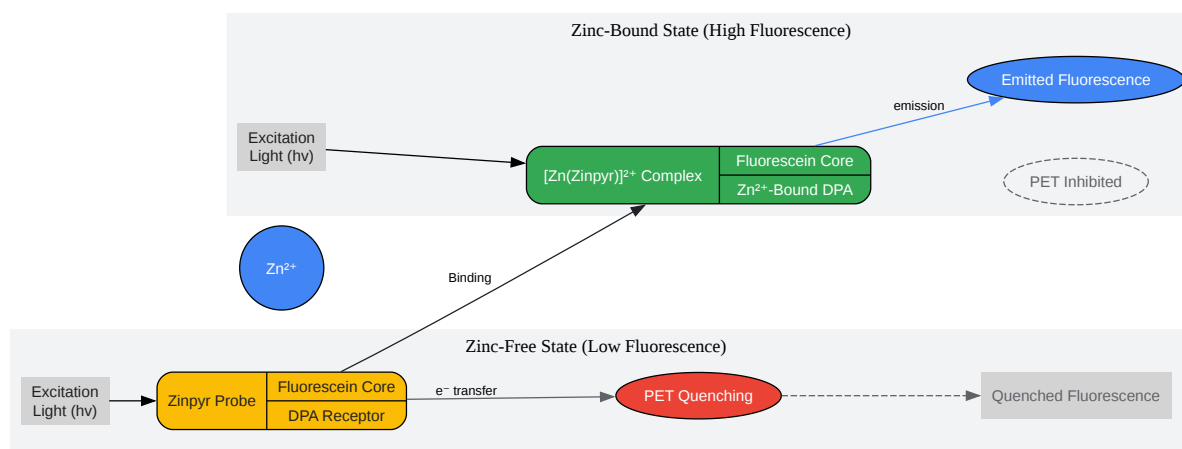 Zinc-Bound State (High Fluorescence)
Emitted Fluorescence
emission
Excitation
Light (hv)
[Zn(Zinpyr)]²⁺ Complex
Fluorescein Core
Zn²⁺-Bound DPA
PET Inhibited
Zn²⁺
Binding
Zinc-Free State (Low Fluorescence)
Excitation
Light (hv)
Zinpyr Probe
Fluorescein Core
DPA Receptor
e⁻ transfer
PET Quenching
Quenched Fluorescence